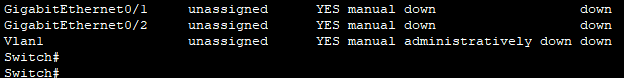 GigabitEthernet0/1 unassigned YES manual down down
GigabitEthernet0/2 unassigned YES manual down down
Vlan1 unassigned YES manual administratively down down
Switch#
Switch#